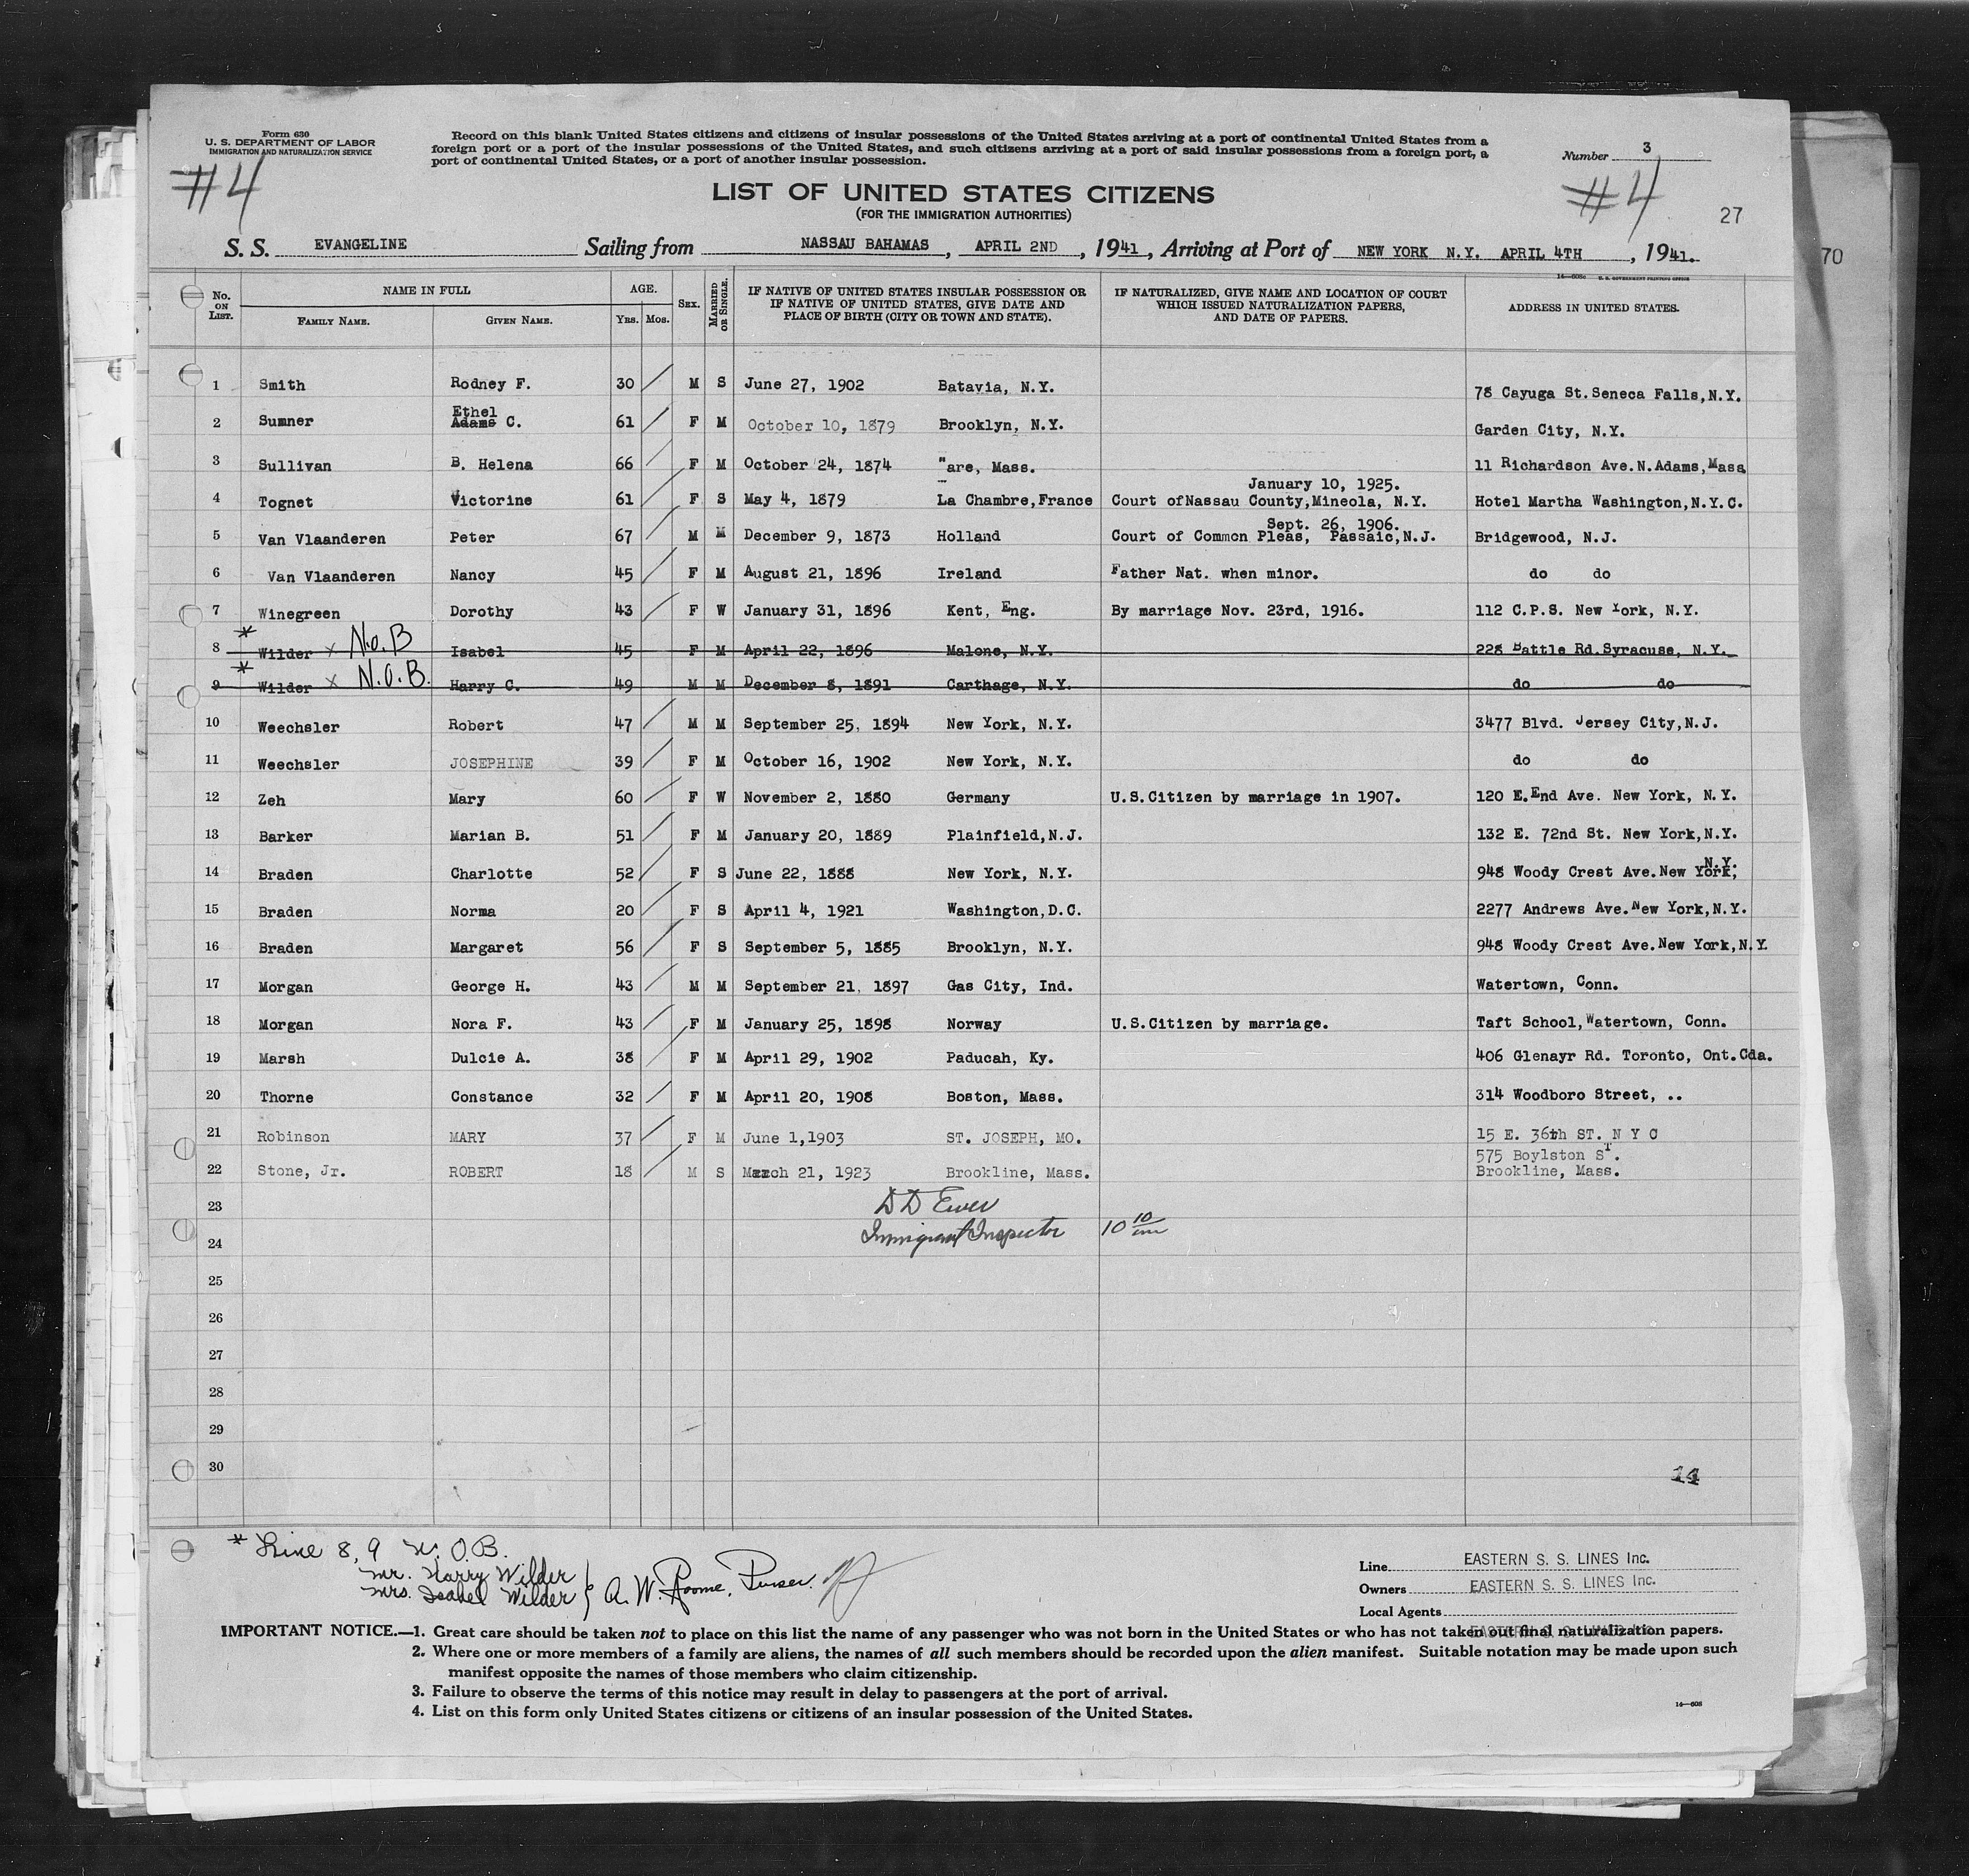 Form 630
U. S. DEPARTMENT OF LABOR
IMMIGRATION AND NATURALIZATION SERVICE
Record on this blank United States citizens and citizens of insular possessions of the United States arriving at a port of continental United States from a
foreign port or a port of the insular possessions of the United States, and such citizens arriving at a port of said insular possessions from a foreign port, a
port of continental United States, or a port of another insular possession.
Number 3
#4
#4
LIST OF UNITED STATES CITIZENS
(FOR THE IMMIGRATION AUTHORITIES)
27
S. S. EVANGELINE Sailing from NASSAU BAHAMAS, APRIL 2ND, 1941, Arriving at Port of NEW YORK N.Y. APRIL 4TH, 1941.
70
14—608c U. S. GOVERNMENT PRINTING OFFICE
No. ON LIST. NAME IN FULL FAMILY NAME. GIVEN NAME. AGE. YRS. MOS. SEX. MARRIED OR SINGLE. IF NATIVE OF UNITED STATES INSULAR POSSESSION OR IF NATIVE OF UNITED STATES, GIVE DATE AND PLACE OF BIRTH (CITY OR TOWN AND STATE). IF NATURALIZED, GIVE NAME AND LOCATION OF COURT WHICH ISSUED NATURALIZATION PAPERS, AND DATE OF PAPERS. ADDRESS IN UNITED STATES.
1 Smith Rodney F. 30 M S June 27, 1902 Batavia, N.Y. 78 Cayuga St.Seneca Falls,N.Y.
2 Sumner Ethel Adams C. 61 F M October 10, 1879 Brooklyn, N.Y. Garden City, N.Y.
3 Sullivan B. Helena 66 F M October 24, 1874 "are, Mass. 11 Richardson Ave.N.Adams,Mass
January 10, 1925.
4 Tognet Victorine 61 F S May 4, 1879 La Chambre,France Court ofNassau County,Mineola, N.Y. Hotel Martha Washington,N.Y.C.
Sept. 26, 1906.
5 Van Vlaanderen Peter 67 M M December 9, 1873 Holland Court of Common Pleas, Passaic,N.J. Bridgewood, N.J.
6 Van Vlaanderen Nancy 45 F M August 21, 1896 Ireland Father Nat. when minor. do do
7 Winegreen Dorothy 43 F W January 31, 1896 Kent, Eng. By marriage Nov. 23rd, 1916. 112 C.P.S. New York, N.Y.
* 8 Wilder x N.O.B Isabel 45 F M April 22, 1896 Malone, N.Y. 228 Battle Rd.Syracuse, N.Y.
* 9 Wilder x N.O.B. Harry C. 49 M M December 8, 1891 Carthage, N.Y. do do
10 Weechsler Robert 47 M M September 25, 1894 New York, N.Y. 3477 Blvd. Jersey City,N.J.
11 Weechsler JOSEPHINE 39 F M October 16, 1902 New York, N.Y. do do
12 Zeh Mary 60 F W November 2, 1880 Germany U.S.Citizen by marriage in 1907. 120 E.End Ave. New York, N.Y.
13 Barker Marian B. 51 F M January 20, 1889 Plainfield,N.J. 132 E. 72nd St. New York,N.Y.
14 Braden Charlotte 52 F S June 22, 1888 New York, N.Y. 948 Woody Crest Ave.New York, N.Y.
15 Braden Norma 20 F S April 4, 1921 Washington,D.C. 2277 Andrews Ave.New York,N.Y.
16 Braden Margaret 56 F S September 5, 1885 Brooklyn, N.Y. 948 Woody Crest Ave.New York,N.Y.
17 Morgan George H. 43 M M September 21, 1897 Gas City, Ind. Watertown, Conn.
18 Morgan Nora F. 43 F M January 25, 1898 Norway U.S.Citizen by marriage. Taft School,Watertown, Conn.
19 Marsh Dulcie A. 38 F M April 29, 1902 Paducah, Ky. 406 Glenayr Rd. Toronto, Ont.Cda.
20 Thorne Constance 32 F M April 20, 1908 Boston, Mass. 314 Woodboro Street, ..
21 Robinson MARY 37 F M June 1,1903 ST. JOSEPH, MO. 15 E. 36th ST. N Y C
575 Boylston ST.
22 Stone, Jr. ROBERT 18 M S March 21, 1923 Brookline, Mass. Brookline, Mass.
23 D D Ewer
24 Immigrant Inspector 10 10 am
25
26
27
28
29
30
14
* Line 8, 9 N.O.B.
Mr. Harry Wilder
Mrs. Isabel Wilder } A. W. Roome, Purser.
Line EASTERN S. S. LINES Inc.
Owners EASTERN S. S. LINES Inc.
Local Agents
EASTERN S. S. LINES Inc.
IMPORTANT NOTICE.—1. Great care should be taken not to place on this list the name of any passenger who was not born in the United States or who has not taken out final naturalization papers.
2. Where one or more members of a family are aliens, the names of all such members should be recorded upon the alien manifest. Suitable notation may be made upon such
manifest opposite the names of those members who claim citizenship.
3. Failure to observe the terms of this notice may result in delay to passengers at the port of arrival.
4. List on this form only United States citizens or citizens of an insular possession of the United States.
14—608